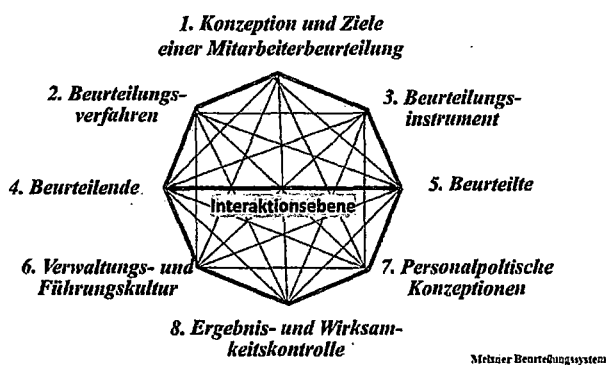 1. Konzeption und Ziele
einer Mitarbeiterbeurteilung
2. Beurteilungs-
verfahren
3. Beurteilungs-
instrument
4. Beurteilende
5. Beurteilte
Interaktionsebene
6. Verwaltungs- und
Führungskultur
7. Personalpoltische
Konzeptionen
8. Ergebnis- und Wirksam-
keitskontrolle
Meixner Beurteilungssystem